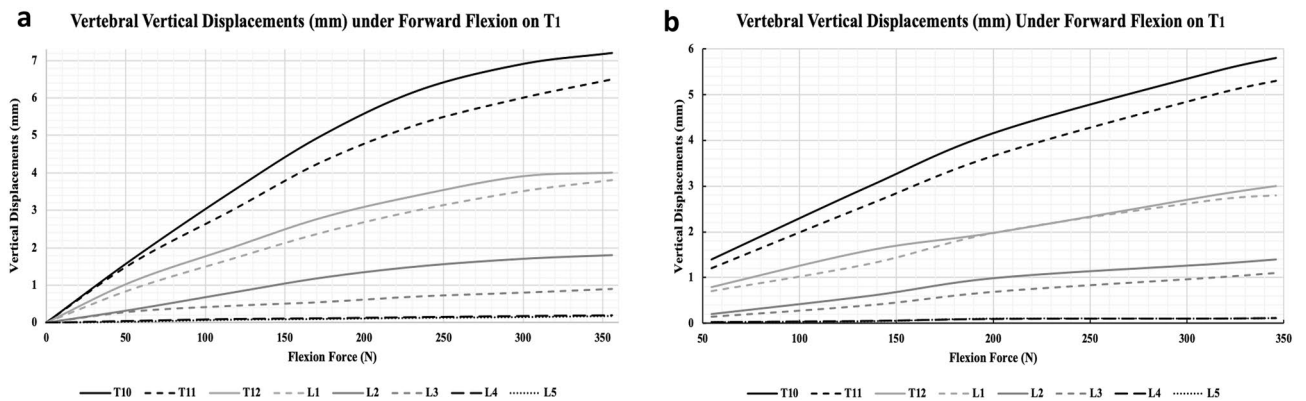 a
Vertebral Vertical Displacements (mm) under Forward Flexion on T1
Vertical Displacements (mm)
7
6
5
4
3
2
1
0
0 50 100 150 200 250 300 350
Flexion Force (N)
T10 T11 T12 L1 L2 L3 L4 L5
b
Vertebral Vertical Displacements (mm) Under Forward Flexion on T1
Vertical Displacements (mm)
6
5
4
3
2
1
0
50 100 150 200 250 300 350
Flexion Force (N)
T10 T11 T12 L1 L2 L3 L4 L5